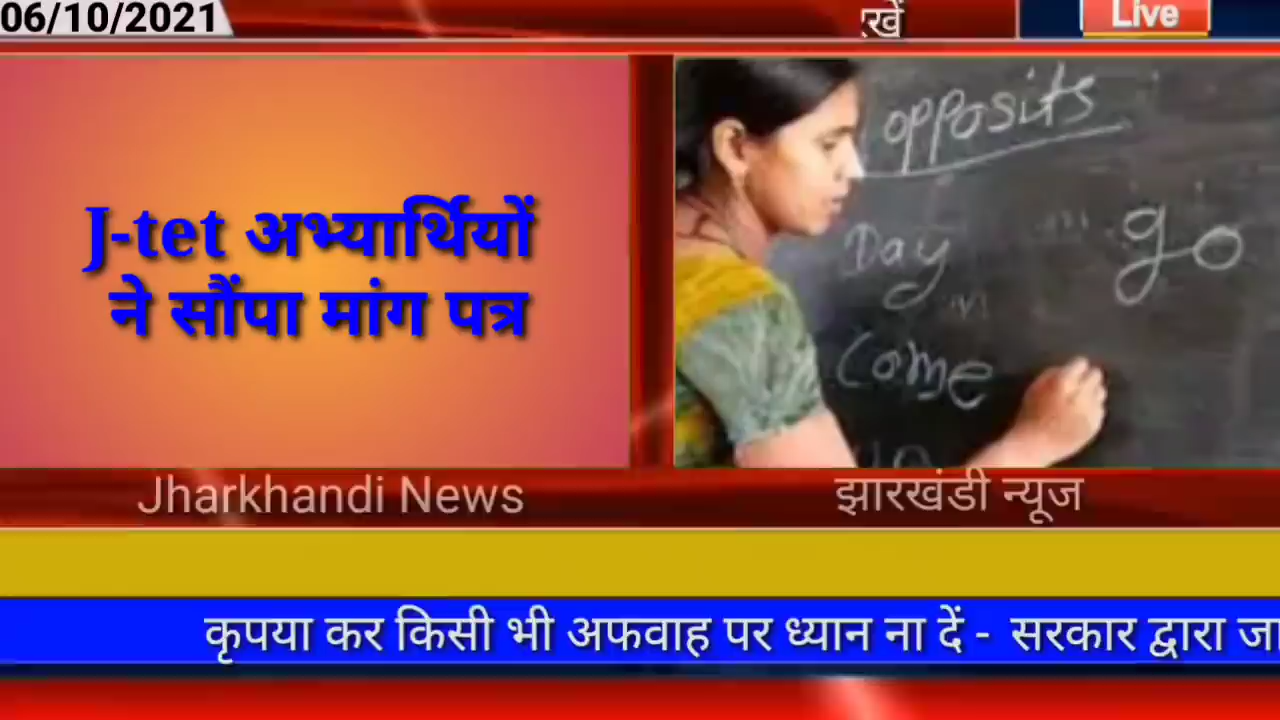 06/10/2021
Live
J-tet अभ्यार्थियों
ने सौंपा मांग पत्र
opposits
Day
go
Come
Jharkhandi News
झारखंडी न्यूज
कृपया कर किसी भी अफवाह पर ध्यान ना दें - सरकार द्वारा